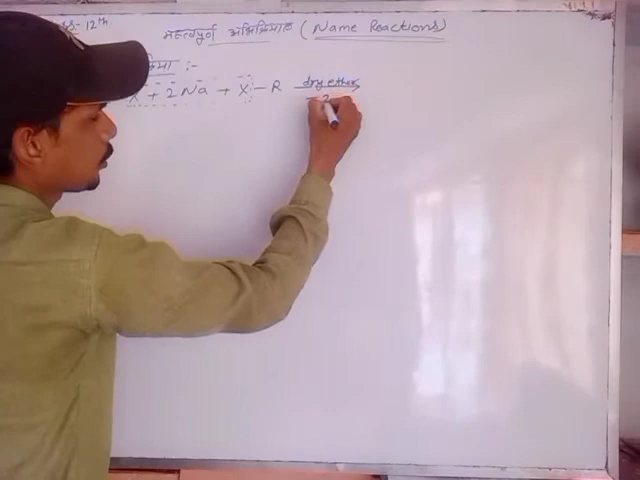 12th
महत्वपूर्ण अभिक्रियाएं (Name Reactions)
:-
X + 2Na + X - R dry ether